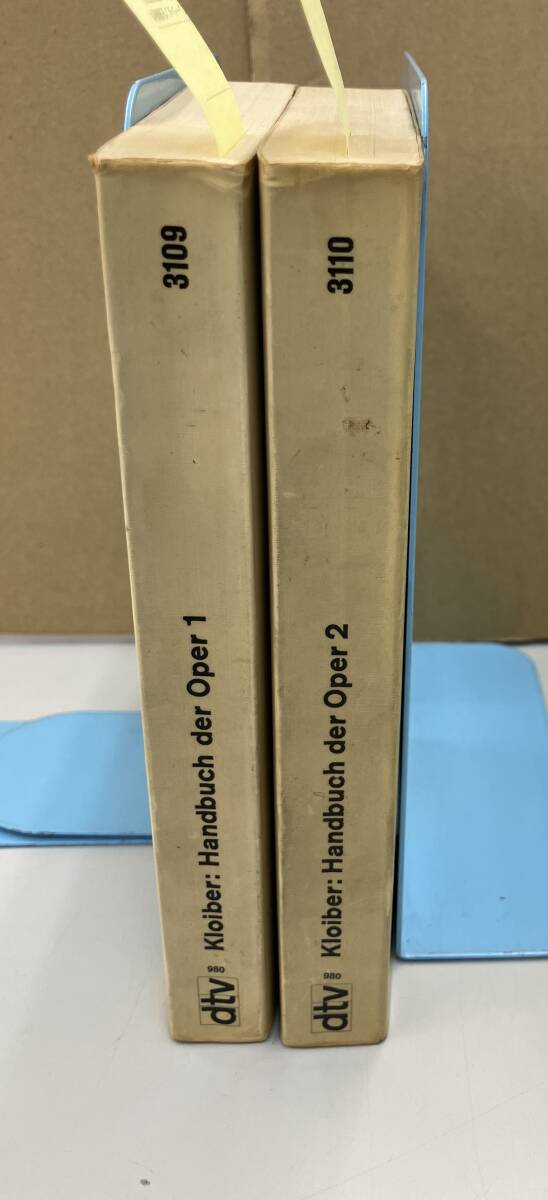 3109
Kloiber: Handbuch der Oper 1
980
dtv
3110
Kloiber: Handbuch der Oper 2
980
dtv